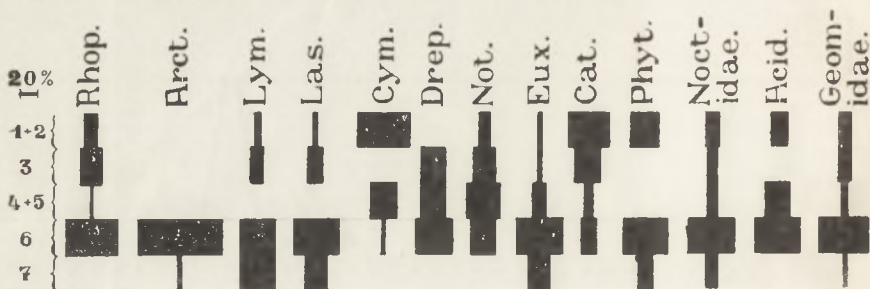 20%
Rhop.
Arct.
Lym.
Las.
Cym.
Drep.
Not.
Eux.
Cat.
Phyt.
Noct-
idae.
Acid.
Geom-
idae.
1+2
3
4+5
6
7